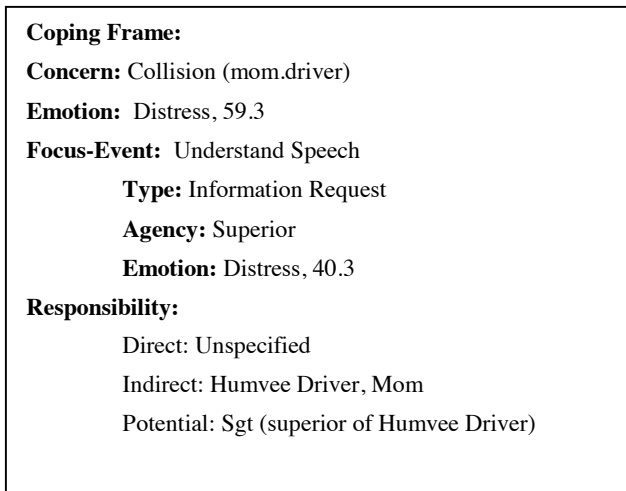 Coping Frame:
Concern: Collision (mom.driver)
Emotion: Distress, 59.3
Focus-Event: Understand Speech
Type: Information Request
Agency: Superior
Emotion: Distress, 40.3
Responsibility:
Direct: Unspecified
Indirect: Humvee Driver, Mom
Potential: Sgt (superior of Humvee Driver)